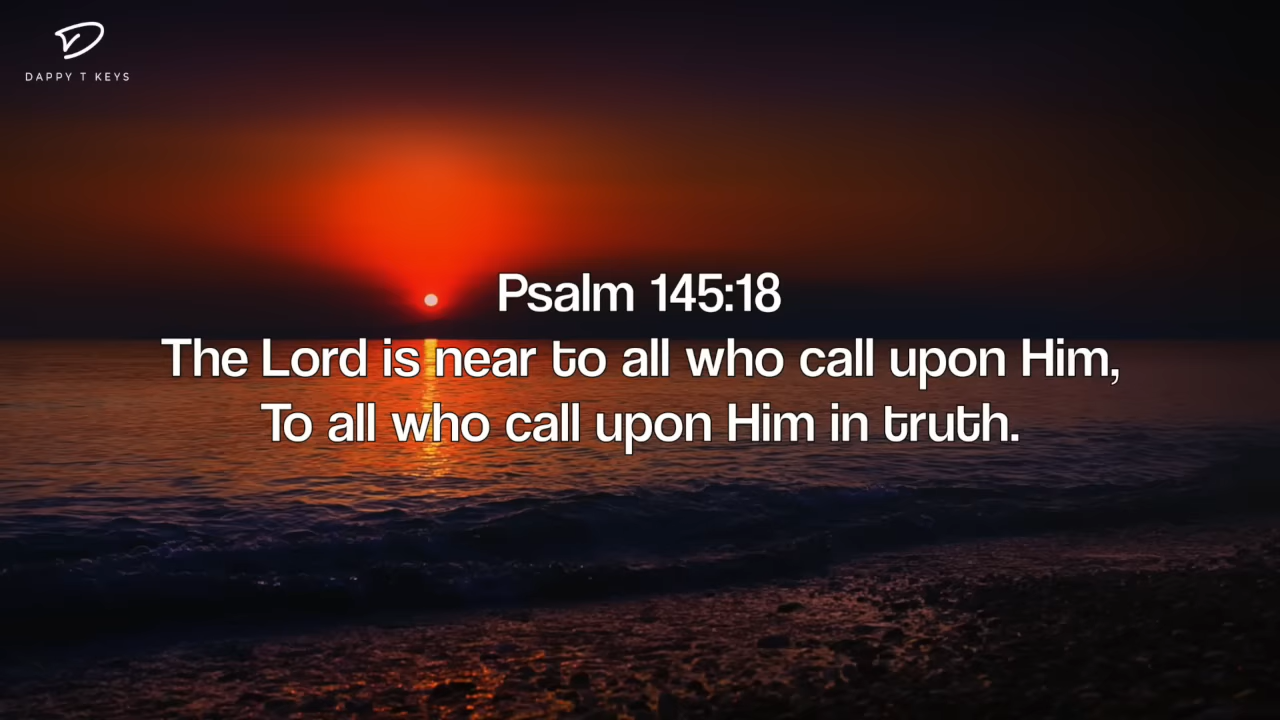 DAPPY T KEYS
Psalm 145:18
The Lord is near to all who call upon Him,
To all who call upon Him in truth.